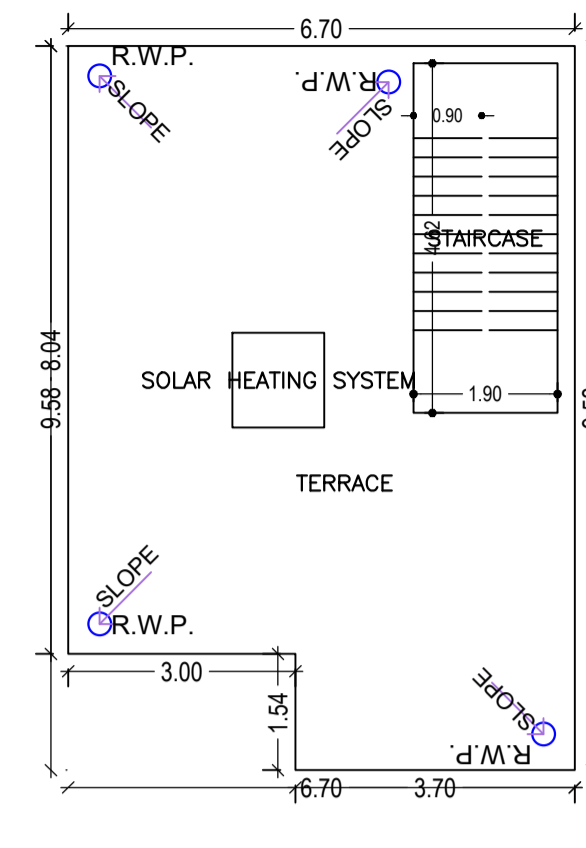 6.70
R.W.P.
R.W.P.
SLOPE
SLOPE
0.90
4.62
STAIRCASE
9.58
8.04
SOLAR HEATING SYSTEM
1.90
TERRACE
SLOPE
R.W.P.
3.00
1.54
SLOPE
R.W.P.
6.70
3.70